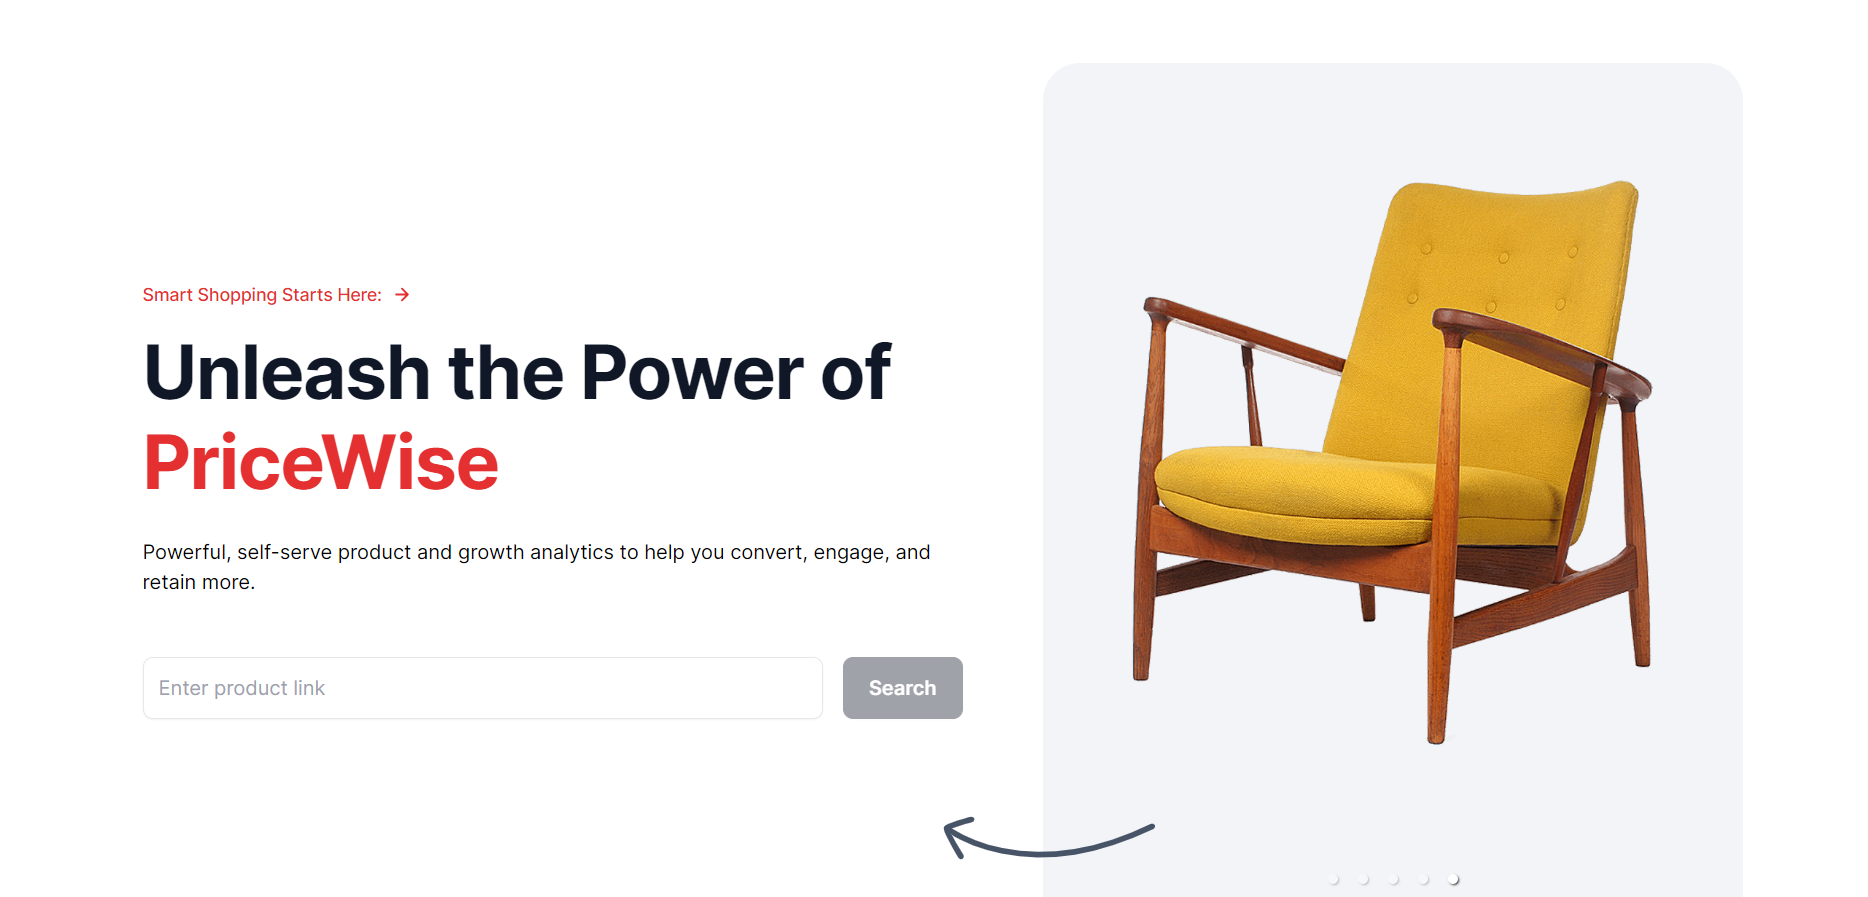 Smart Shopping Starts Here:
Unleash the Power of
PriceWise
Powerful, self-serve product and growth analytics to help you convert, engage, and
retain more.
Enter product link
Search